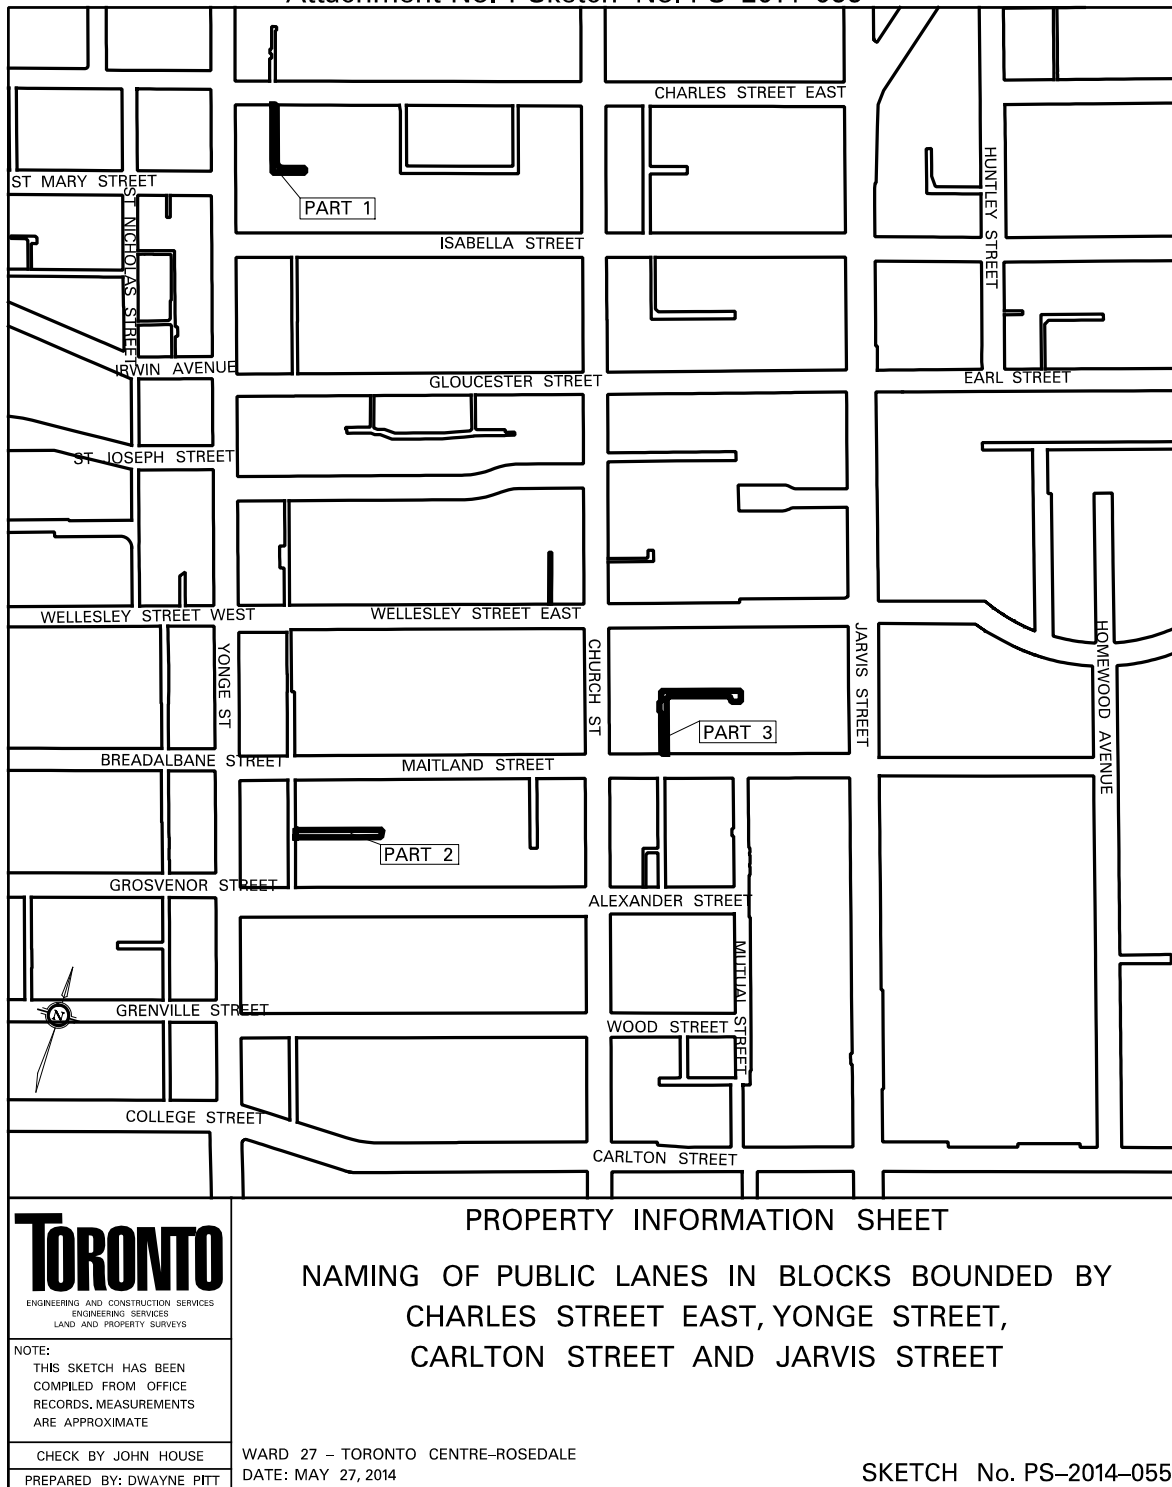 CHARLES STREET EAST
ST MARY STREET
PART 1
ST NICHOLAS STREET
HUNTLEY STREET
ISABELLA STREET
IRWIN AVENUE
GLOUCESTER STREET
EARL STREET
ST JOSEPH STREET
WELLESLEY STREET WEST
WELLESLEY STREET EAST
YONGE ST
CHURCH ST
JARVIS STREET
HOMEWOOD AVENUE
PART 3
BREADALBANE STREET
MAITLAND STREET
PART 2
GROSVENOR STREET
ALEXANDER STREET
MUTUAL STREET
N
GRENVILLE STREET
WOOD STREET
COLLEGE STREET
CARLTON STREET
TORONTO
ENGINEERING AND CONSTRUCTION SERVICES
ENGINEERING SERVICES
LAND AND PROPERTY SURVEYS
NOTE:
THIS SKETCH HAS BEEN
COMPILED FROM OFFICE
RECORDS. MEASUREMENTS
ARE APPROXIMATE
CHECK BY JOHN HOUSE
PREPARED BY: DWAYNE PITT
PROPERTY INFORMATION SHEET
NAMING OF PUBLIC LANES IN BLOCKS BOUNDED BY
CHARLES STREET EAST, YONGE STREET,
CARLTON STREET AND JARVIS STREET
WARD 27 – TORONTO CENTRE–ROSEDALE
DATE: MAY 27, 2014
SKETCH No. PS–2014–055